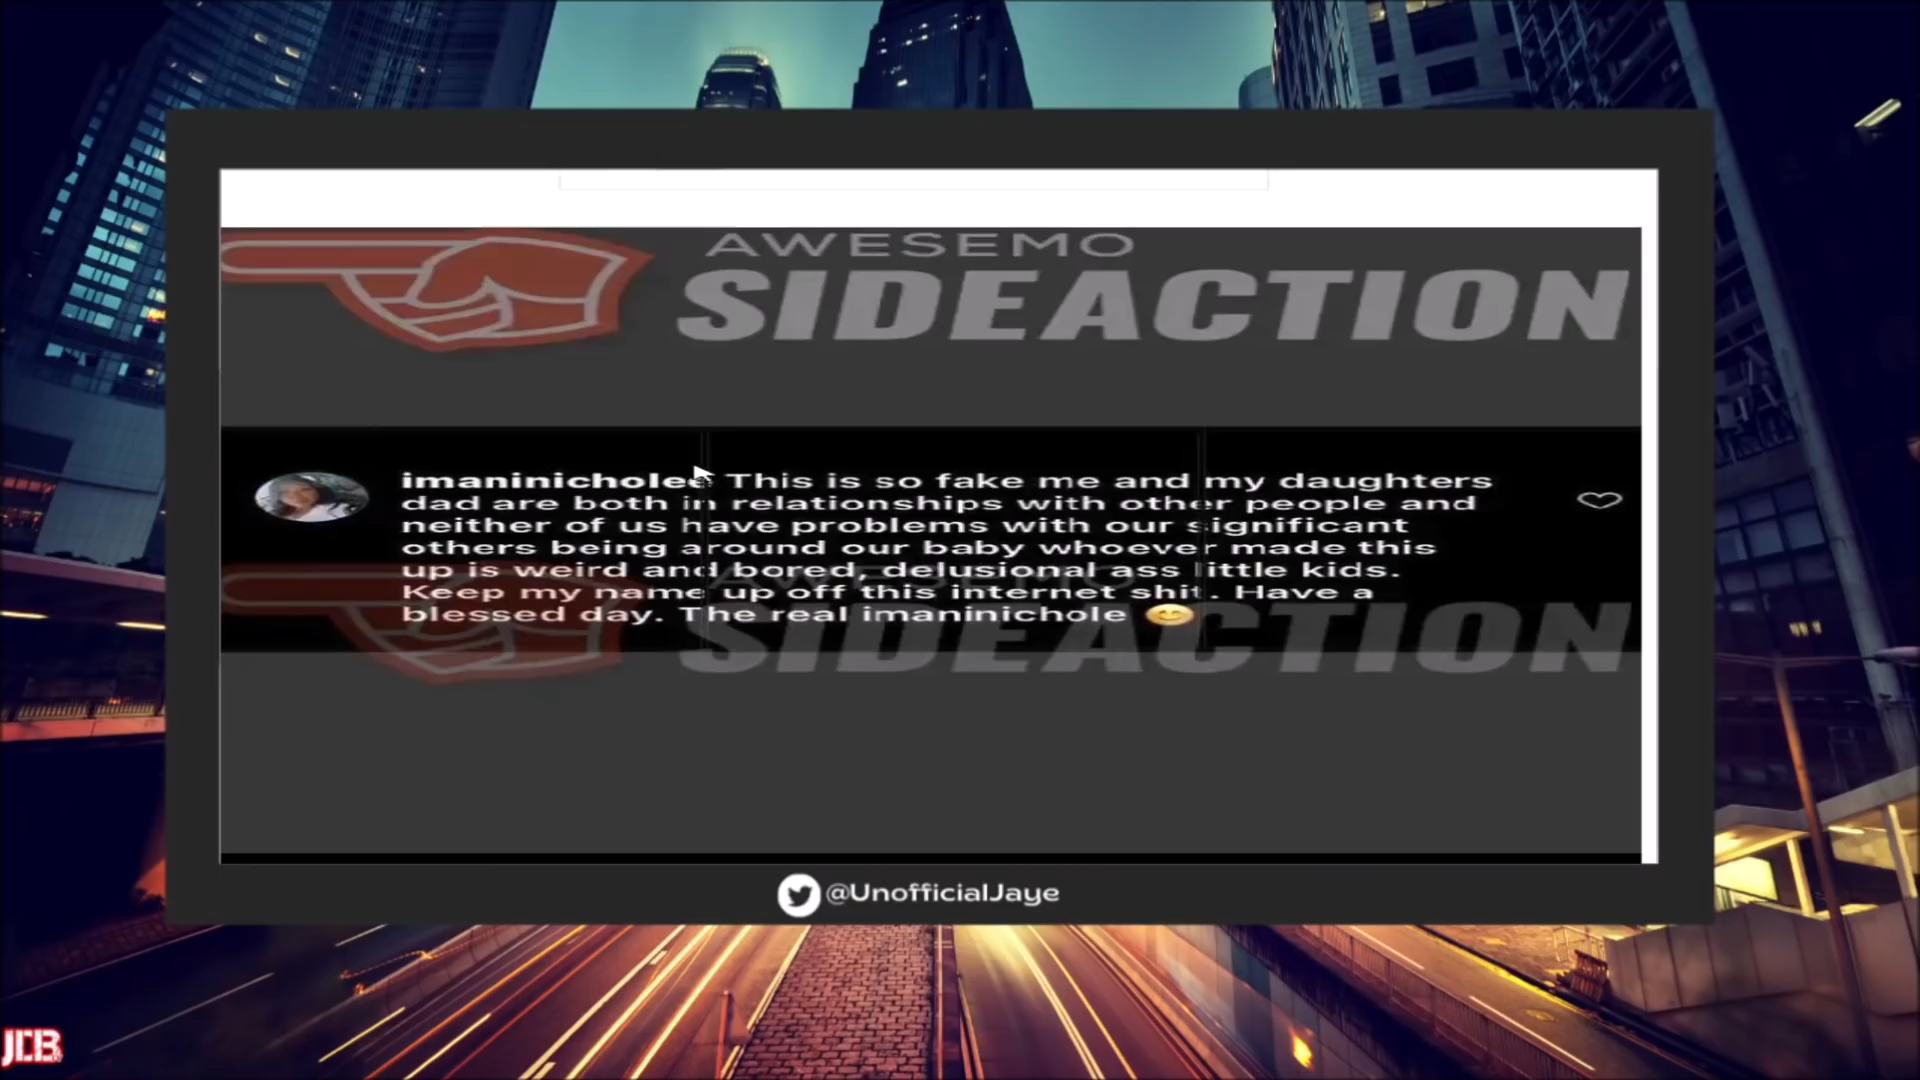 AWESEMO
SIDEACTION
imaninicholee This is so fake me and my daughters
dad are both in relationships with other people and
neither of us have problems with our significant
others being around our baby whoever made this
up is weird and bored, delusional ass little kids.
Keep my name up off this internet shit. Have a
blessed day. The real imaninichole 😊
SIDEACTION
@UnofficialJaye
JCB